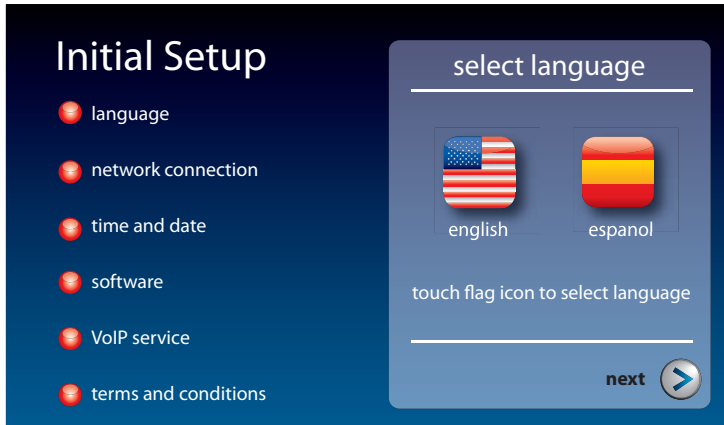 Initial Setup
language
network connection
time and date
software
VoIP service
terms and conditions
select language
english
espanol
touch flag icon to select language
next